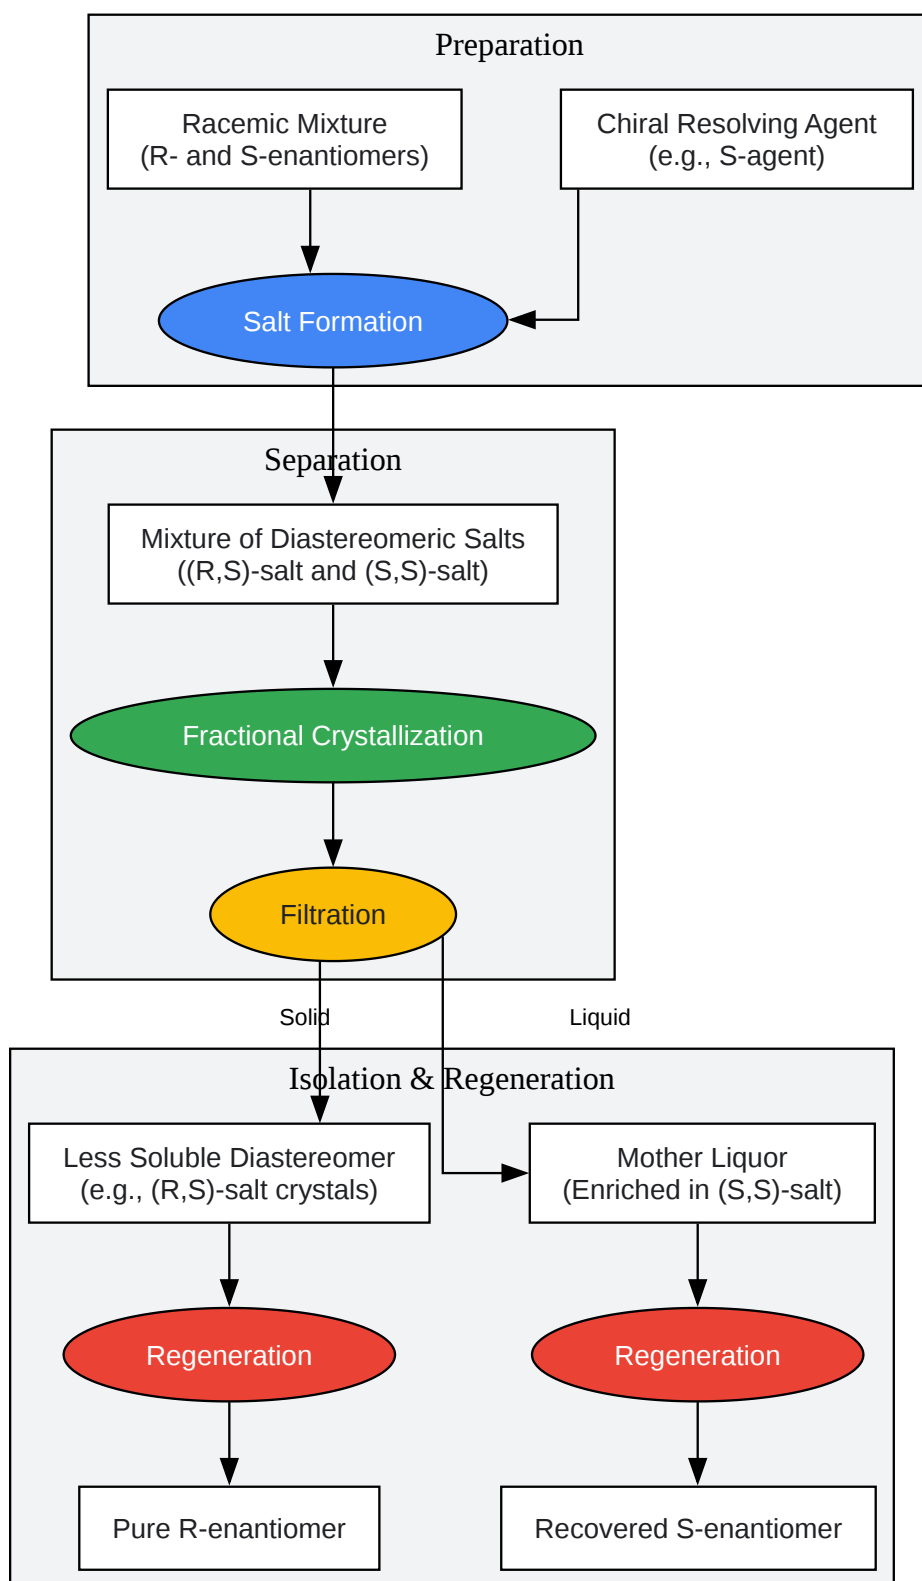 Preparation
Racemic Mixture
(R- and S-enantiomers)
Chiral Resolving Agent
(e.g., S-agent)
Salt Formation
Separation
Mixture of Diastereomeric Salts
((R,S)-salt and (S,S)-salt)
Fractional Crystallization
Filtration
Solid
Liquid
Isolation & Regeneration
Less Soluble Diastereomer
(e.g., (R,S)-salt crystals)
Mother Liquor
(Enriched in (S,S)-salt)
Regeneration
Regeneration
Pure R-enantiomer
Recovered S-enantiomer